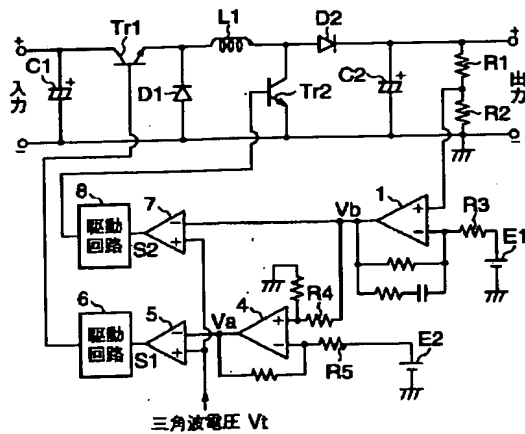 Tr1
L1
D2
+
+
+
+
C1
入力
D1
Tr2
C2
R1
R2
出力
-
-
8
駆動
回路
S2
7
-
+
Vb
1
+
-
R3
E1
6
駆動
回路
S1
5
-
+
Va
4
+
-
R4
R5
E2
三角波電圧 Vt